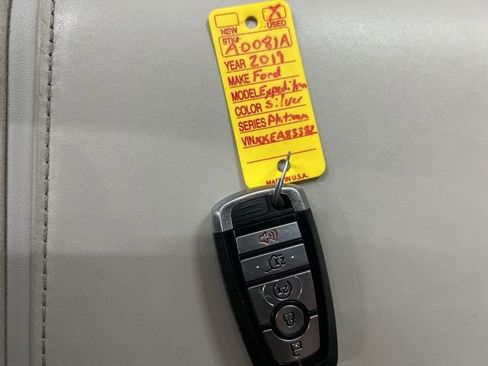 NEW USED
STK# A0081A
YEAR 2019
MAKE Ford
MODEL Expedition
COLOR Silver
SERIES Platinum
VIN
MADE IN U.S.A.